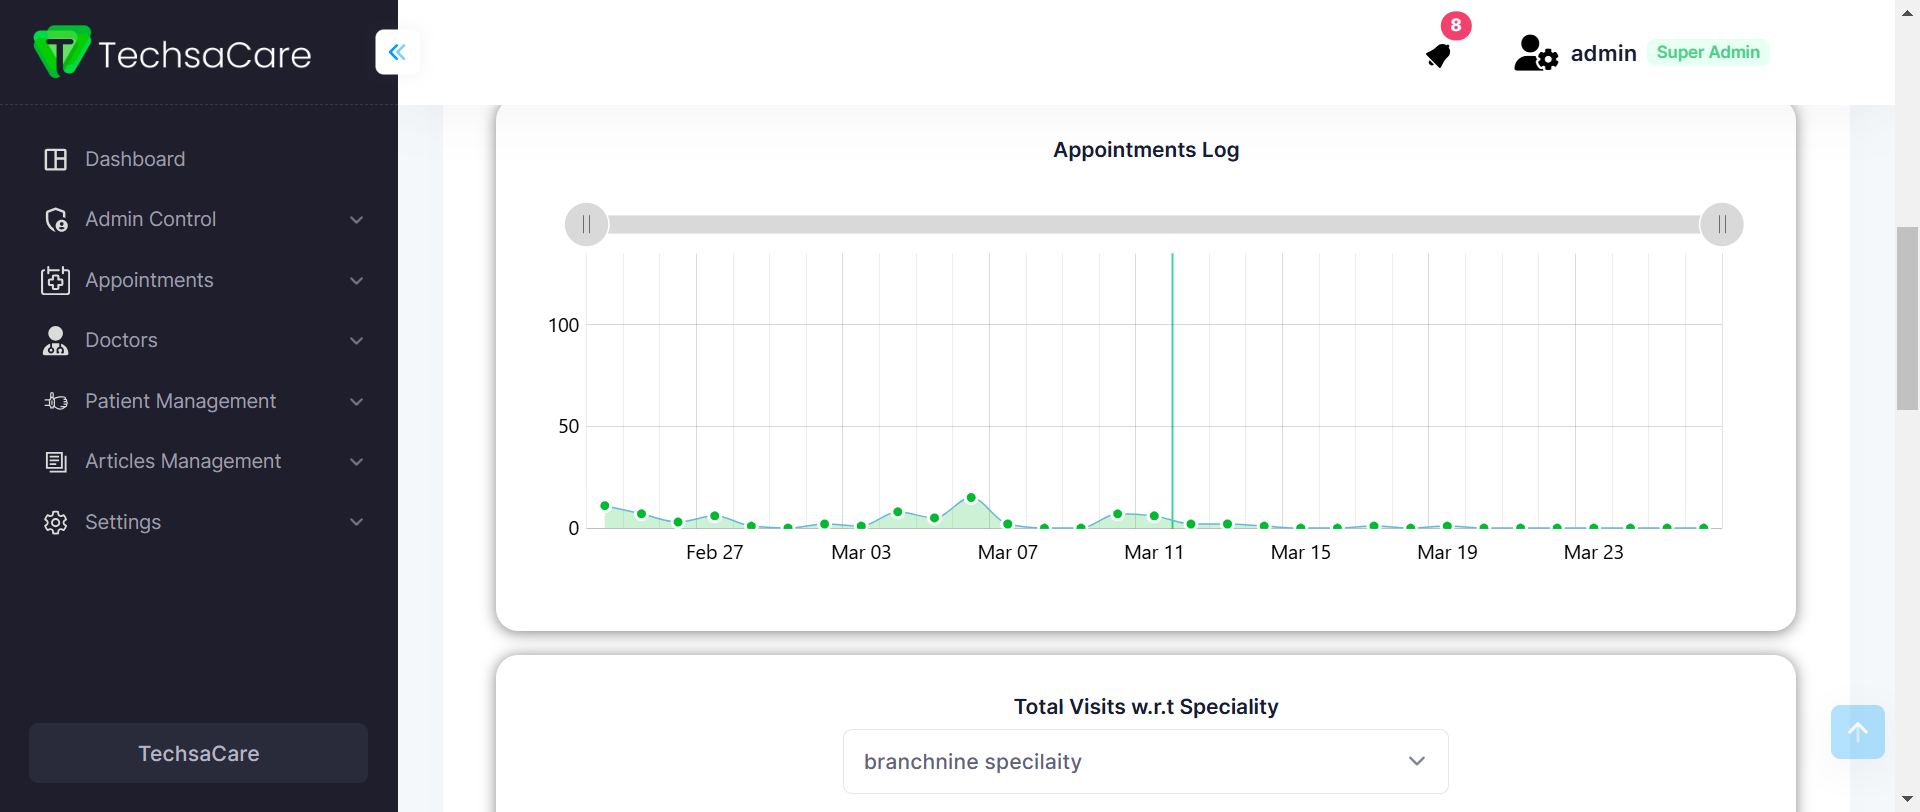 TechsaCare
8
admin Super Admin
Dashboard
Admin Control
Appointments
Doctors
Patient Management
Articles Management
Settings
TechsaCare
Appointments Log
100
50
0
Feb 27 Mar 03 Mar 07 Mar 11 Mar 15 Mar 19 Mar 23
Total Visits w.r.t Speciality
branchnine specilaity